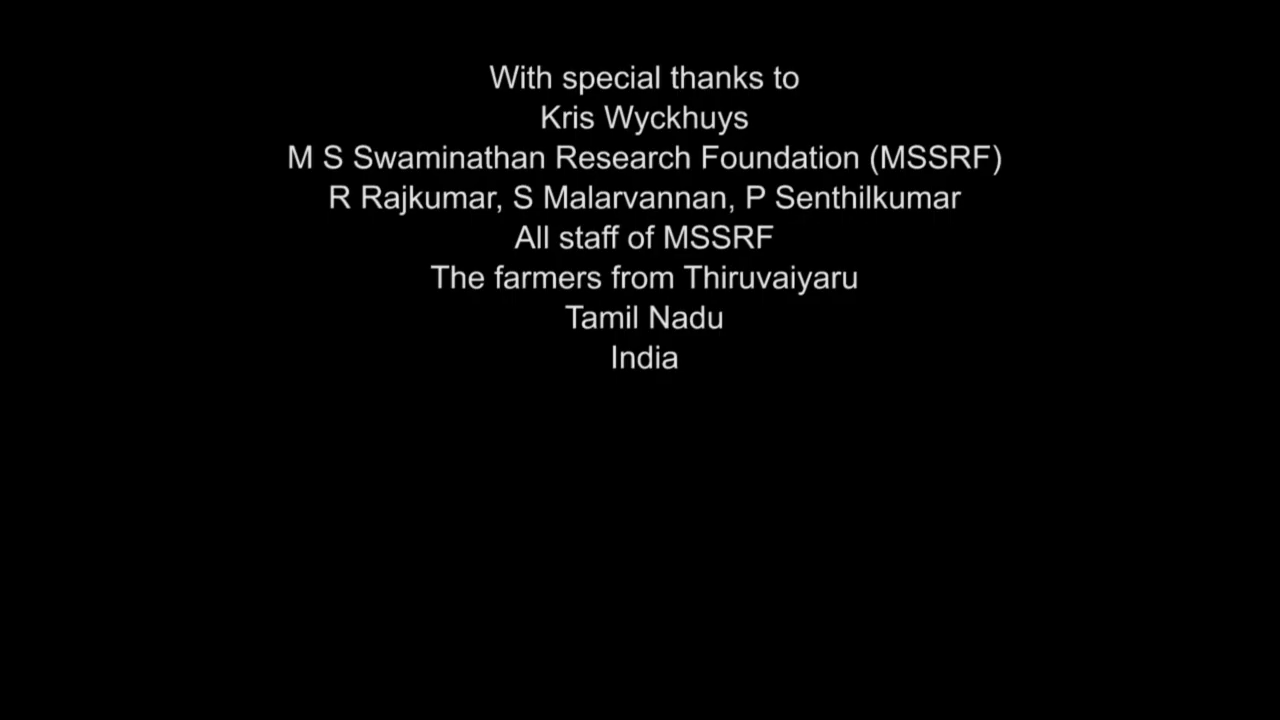 With special thanks to
Kris Wyckhuys
M S Swaminathan Research Foundation (MSSRF)
R Rajkumar, S Malarvannan, P Senthilkumar
All staff of MSSRF
The farmers from Thiruvaiyaru
Tamil Nadu
India